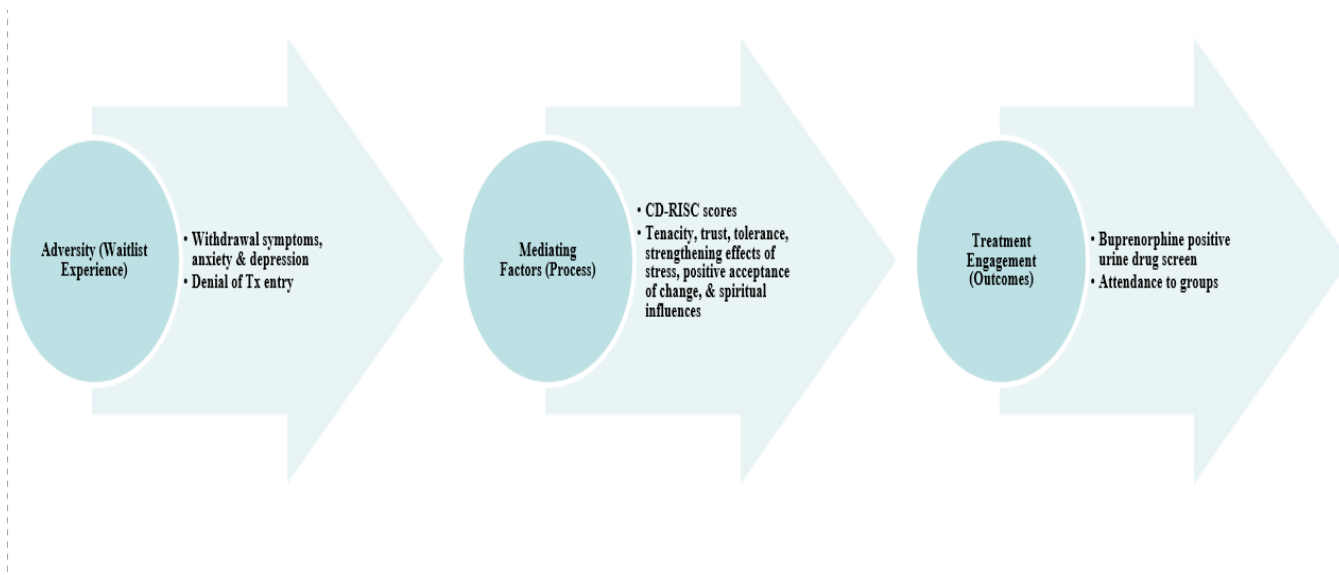 Adversity (Waitlist
Experience)
• Withdrawal symptoms,
anxiety & depression
• Denial of Tx entry
Mediating
Factors (Process)
• CD-RISC scores
• Tenacity, trust, tolerance,
strengthening effects of
stress, positive acceptance
of change, & spiritual
influences
Treatment
Engagement
(Outcomes)
• Buprenorphine positive
urine drug screen
• Attendance to groups